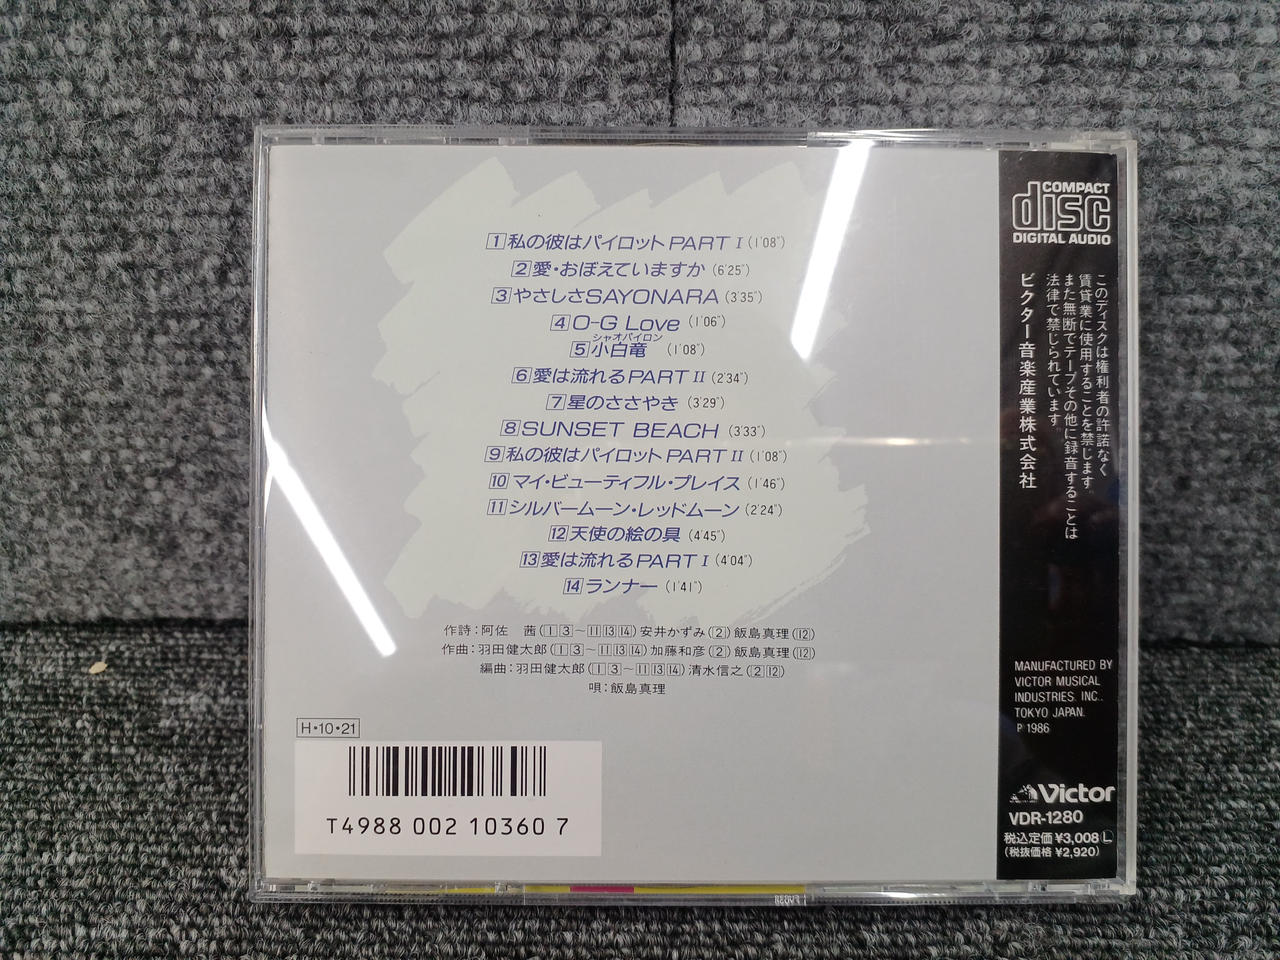 1 私の彼はパイロット PART I (1'08")
2 愛・おぼえていますか (6'25")
3 やさしさSAYONARA (3'35")
4 O-G Love (1'06")
シャオパイロン
5 小白竜 (1'08")
6 愛は流れるPART II (2'34")
7 星のささやき (3'29")
8 SUNSET BEACH (3'33")
9 私の彼はパイロット PART II (1'08")
10 マイ・ビューティフル・プレイス (1'46")
11 シルバームーン・レッドムーン (2'24")
12 天使の絵の具 (4'45")
13 愛は流れるPART I (4'04")
14 ランナー (1'41")
作詩：阿佐 茜(1 3〜11 13 14) 安井かずみ(2) 飯島真理(12)
作曲：羽田健太郎(1 3〜11 13 14) 加藤和彦(2) 飯島真理(12)
編曲：羽田健太郎(1 3〜11 13 14) 清水信之(2 12)
唄：飯島真理
H・10・21
T4988 002 10360 7
COMPACT
disc
DIGITAL AUDIO
このディスクは権利者の許諾なく
賃貸業に使用することを禁じます。
また無断でテープその他に録音することは
法律で禁じられています。
ビクター音楽産業株式会社
MANUFACTURED BY
VICTOR MUSICAL
INDUSTRIES, INC.,
TOKYO JAPAN.
P 1986
Victor
VDR-1280
税込定価 ¥3,008 L
(税抜価格 ¥2,920)